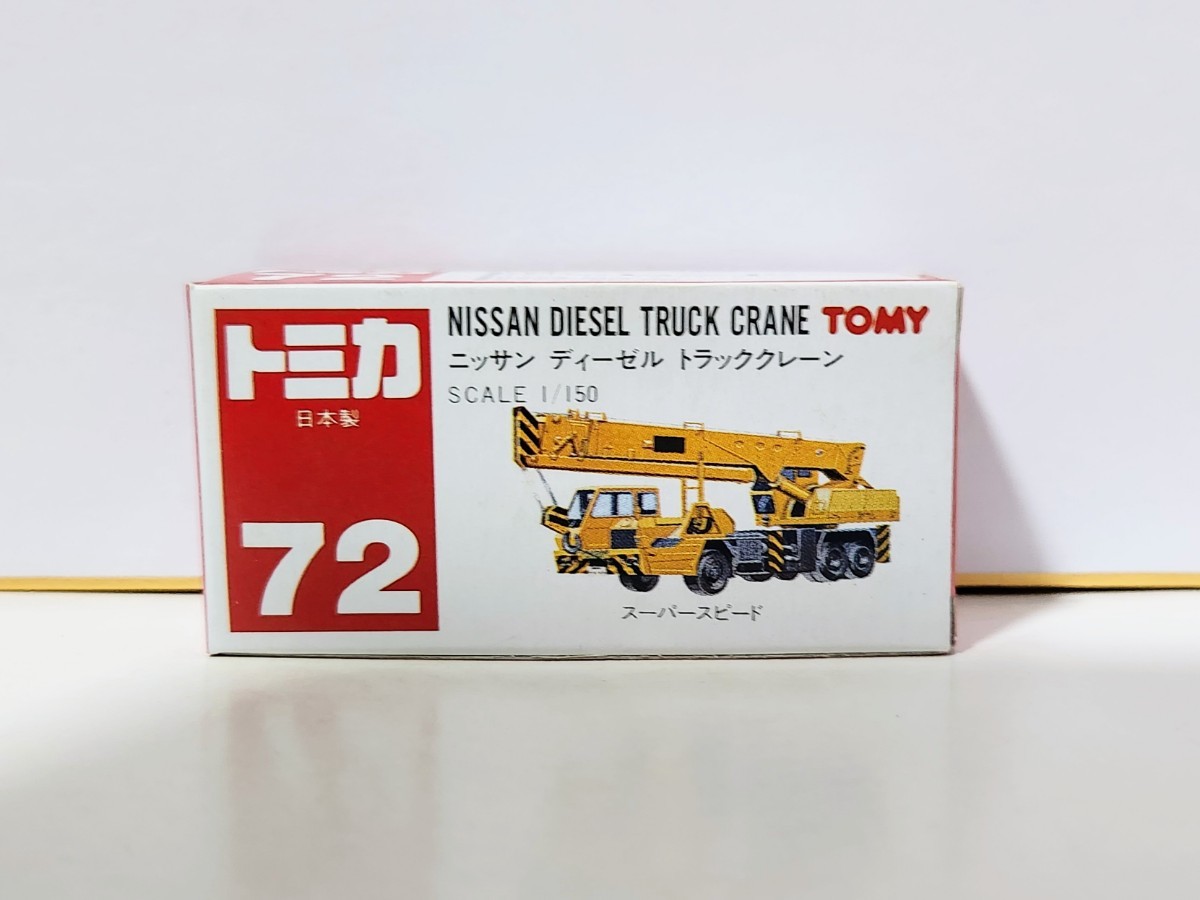 トミカ
日本製
72
NISSAN DIESEL TRUCK CRANE TOMY
ニッサン ディーゼル トラッククレーン
SCALE 1/150
スーパースピード